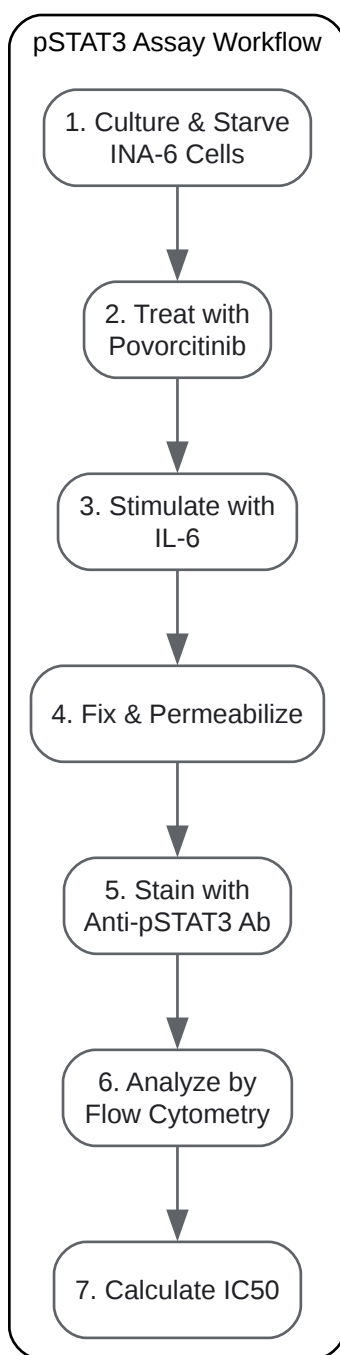 pSTAT3 Assay Workflow
1. Culture & Starve
INA-6 Cells
2. Treat with
Povorcitinib
3. Stimulate with
IL-6
4. Fix & Permeabilize
5. Stain with
Anti-pSTAT3 Ab
6. Analyze by
Flow Cytometry
7. Calculate IC50